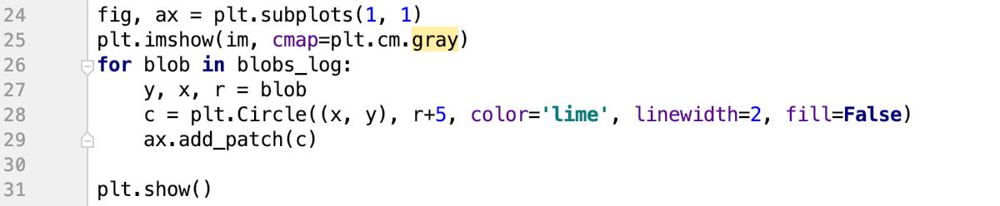 24 fig, ax = plt.subplots(1, 1)
25 plt.imshow(im, cmap=plt.cm.gray)
26 for blob in blobs_log:
27     y, x, r = blob
28     c = plt.Circle((x, y), r+5, color='lime', linewidth=2, fill=False)
29     ax.add_patch(c)
30
31 plt.show()